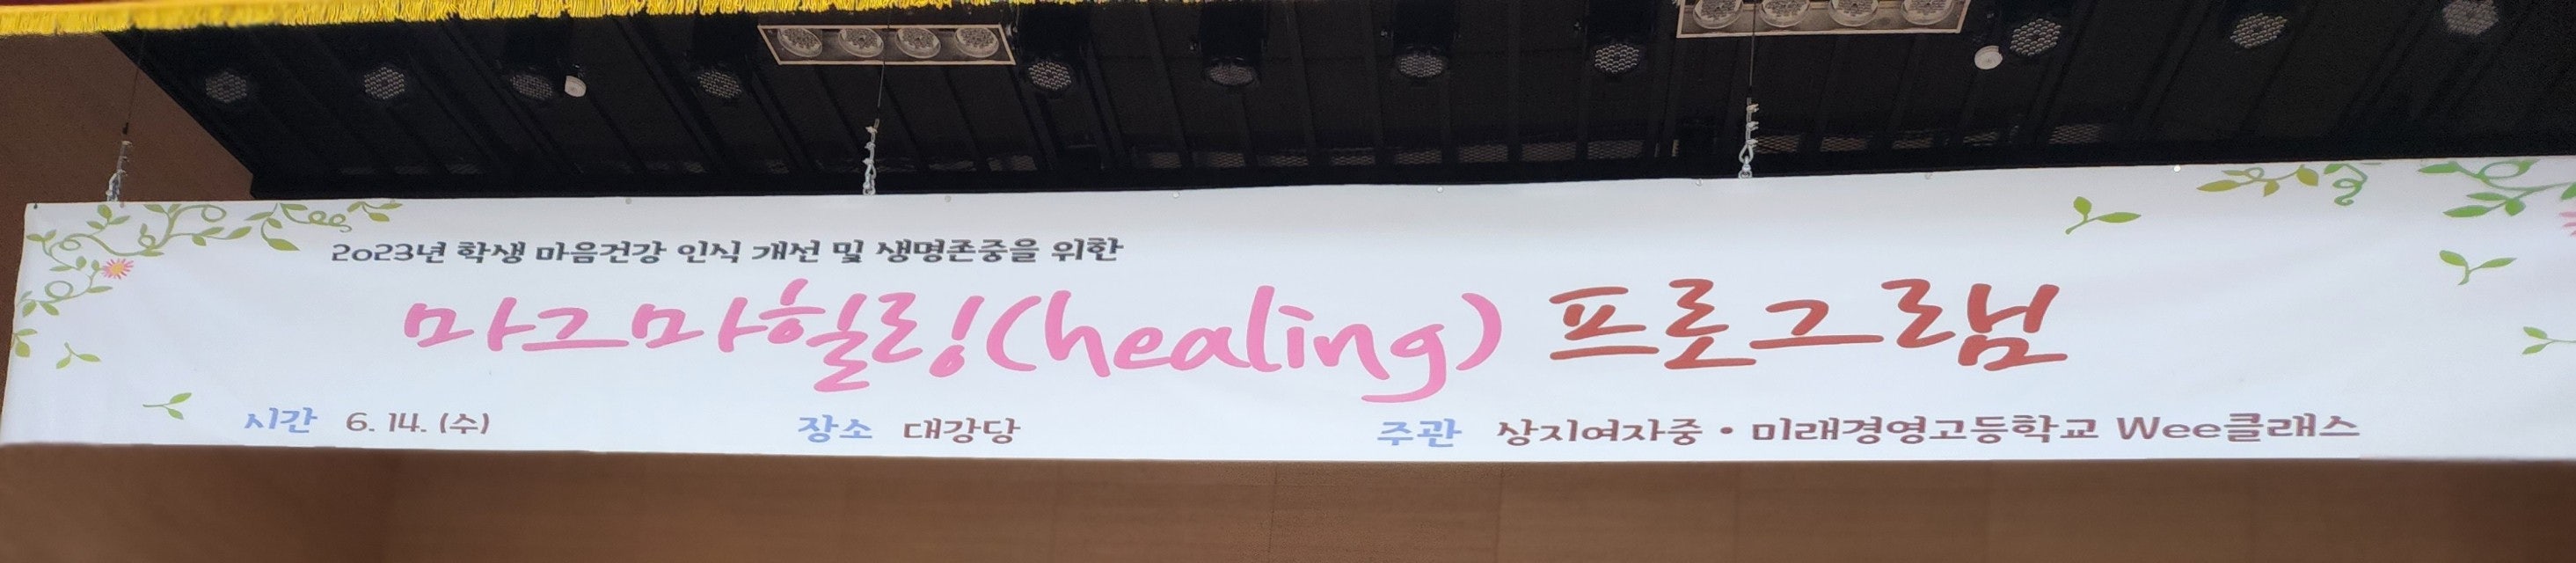 2023년 학생 마음건강 인식 개선 및 생명존중을 위한
마그마힐링(healing) 프로그램
시간 6. 14. (수) 장소 대강당 주관 상지여자중 • 미래경영고등학교 Wee클래스